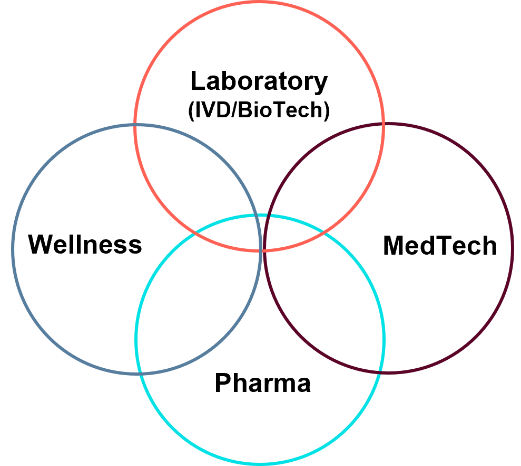 Laboratory
(IVD/BioTech)
Wellness
MedTech
Pharma